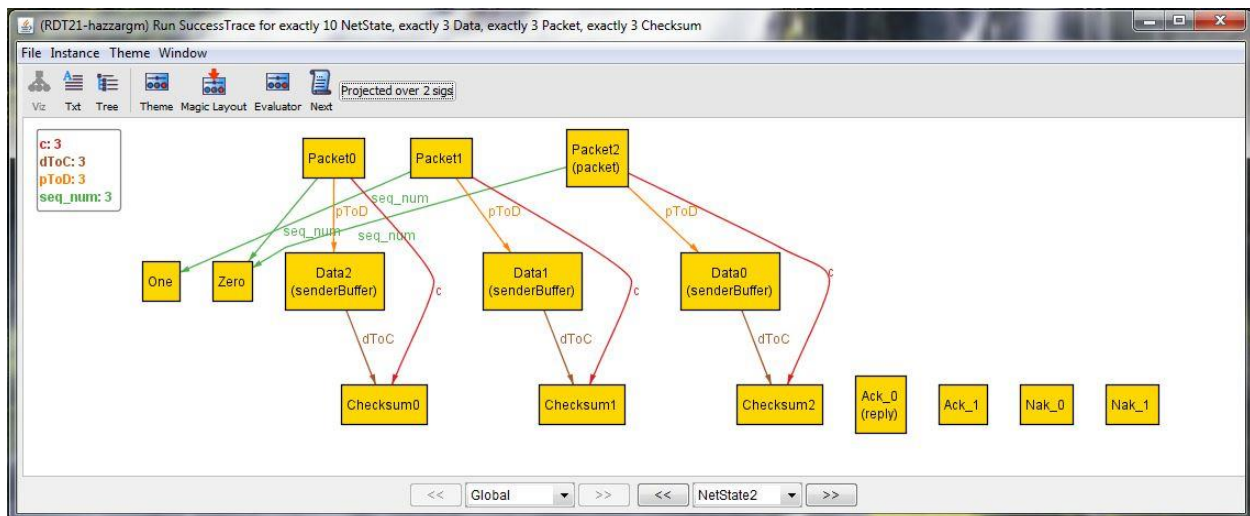 (RDT21-hazzargm) Run SuccessTrace for exactly 10 NetState, exactly 3 Data, exactly 3 Packet, exactly 3 Checksum
File Instance Theme Window
Viz Txt Tree Theme Magic Layout Evaluator Next Projected over 2 sigs
c: 3
dToC: 3
pToD: 3
seq_num: 3
Packet0 Packet1 Packet2
(packet)
seq_num
pToD pToD pToD
seq_num seq_num
One Zero
Data2 Data1 Data0
(senderBuffer) (senderBuffer) (senderBuffer)
c c c
dToC dToC dToC
Checksum0 Checksum1 Checksum2 Ack_0 Ack_1 Nak_0 Nak_1
(reply)
<< Global >> << NetState2 >>